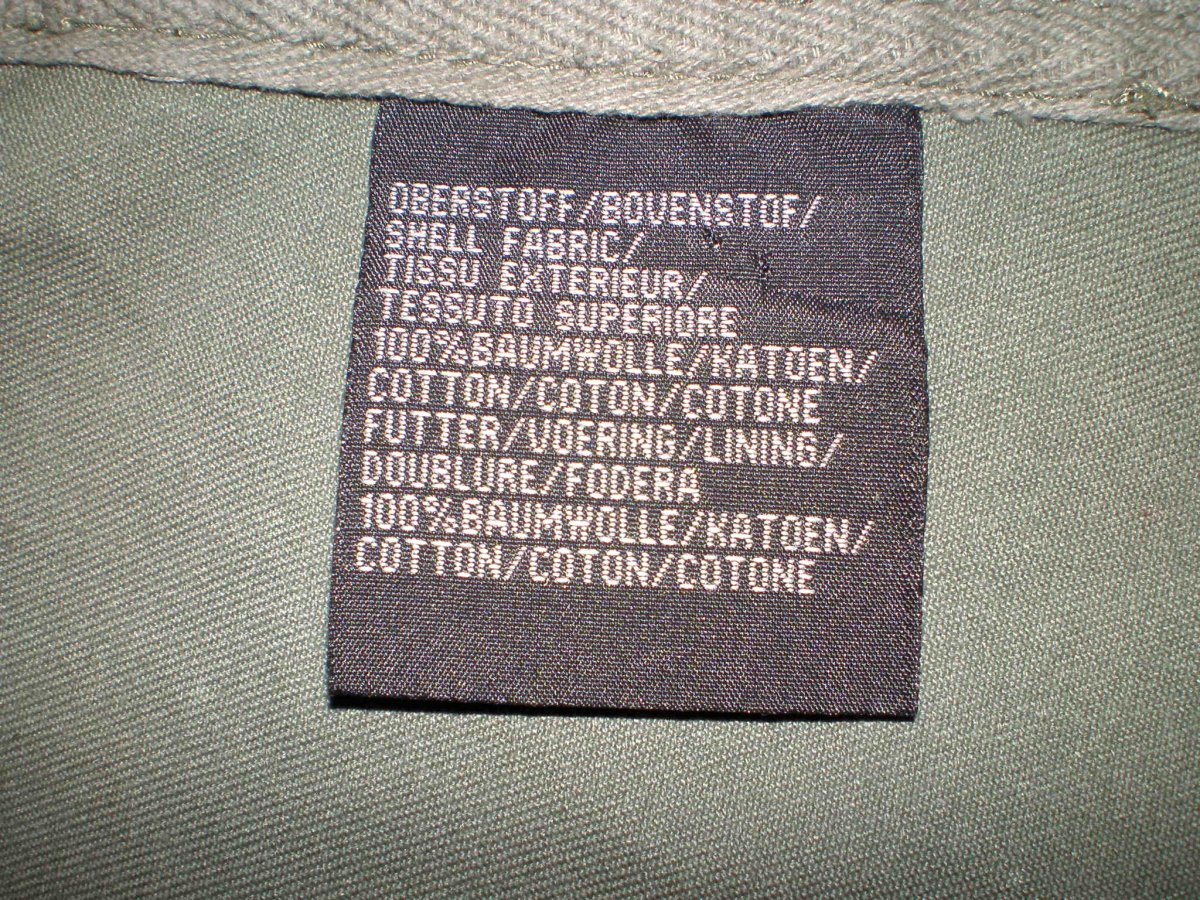 OBERSTOFF/BOVENSTOF/
SHELL FABRIC/
TISSU EXTERIEUR/
TESSUTO SUPERIORE
100%BAUMWOLLE/KATOEN/
COTTON/COTON/COTONE
FUTTER/VOERING/LINING/
DOUBLURE/FODERA
100%BAUMWOLLE/KATOEN/
COTTON/COTON/COTONE